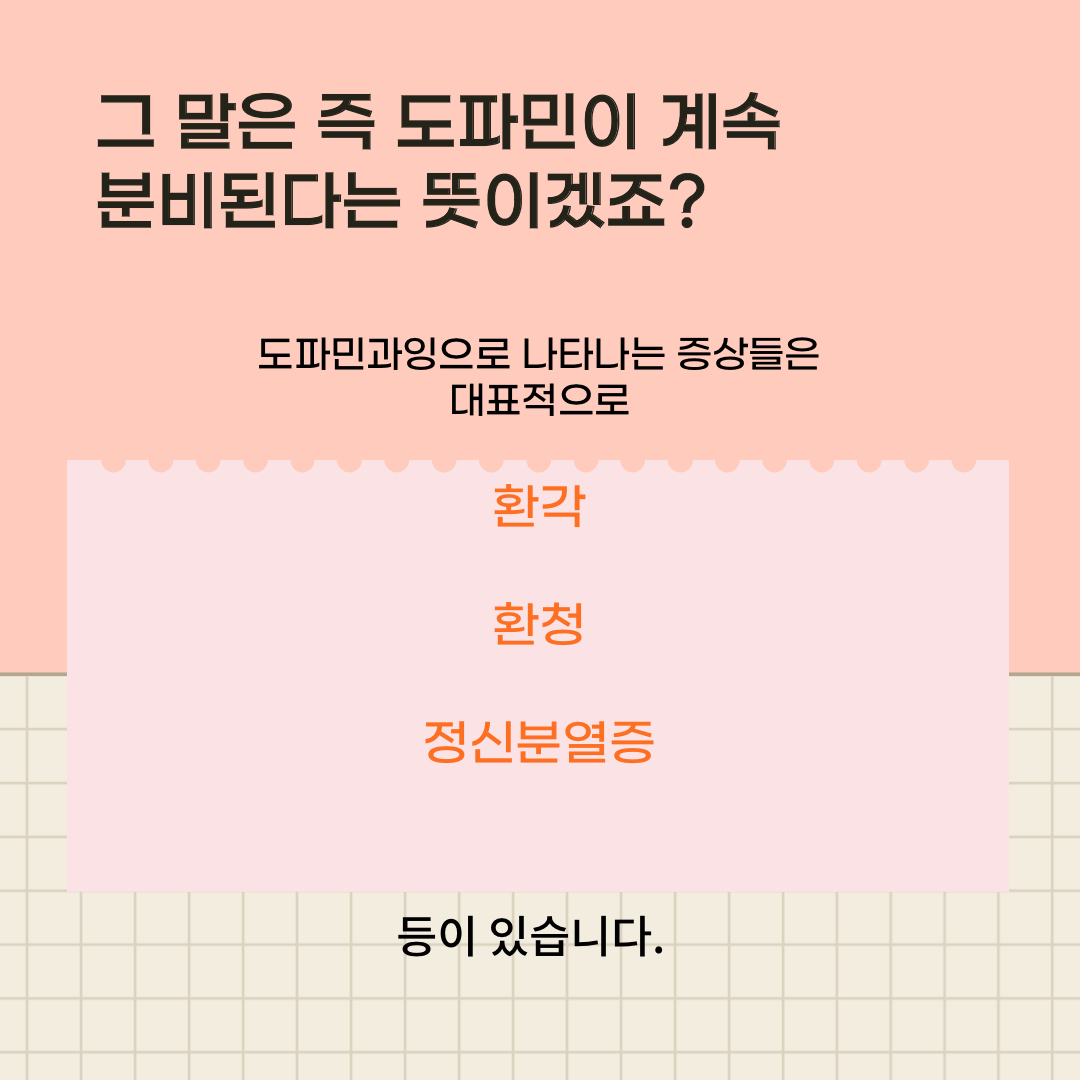 그 말은 즉 도파민이 계속
분비된다는 뜻이겠죠?
도파민과잉으로 나타나는 증상들은
대표적으로
환각
환청
정신분열증
등이 있습니다.